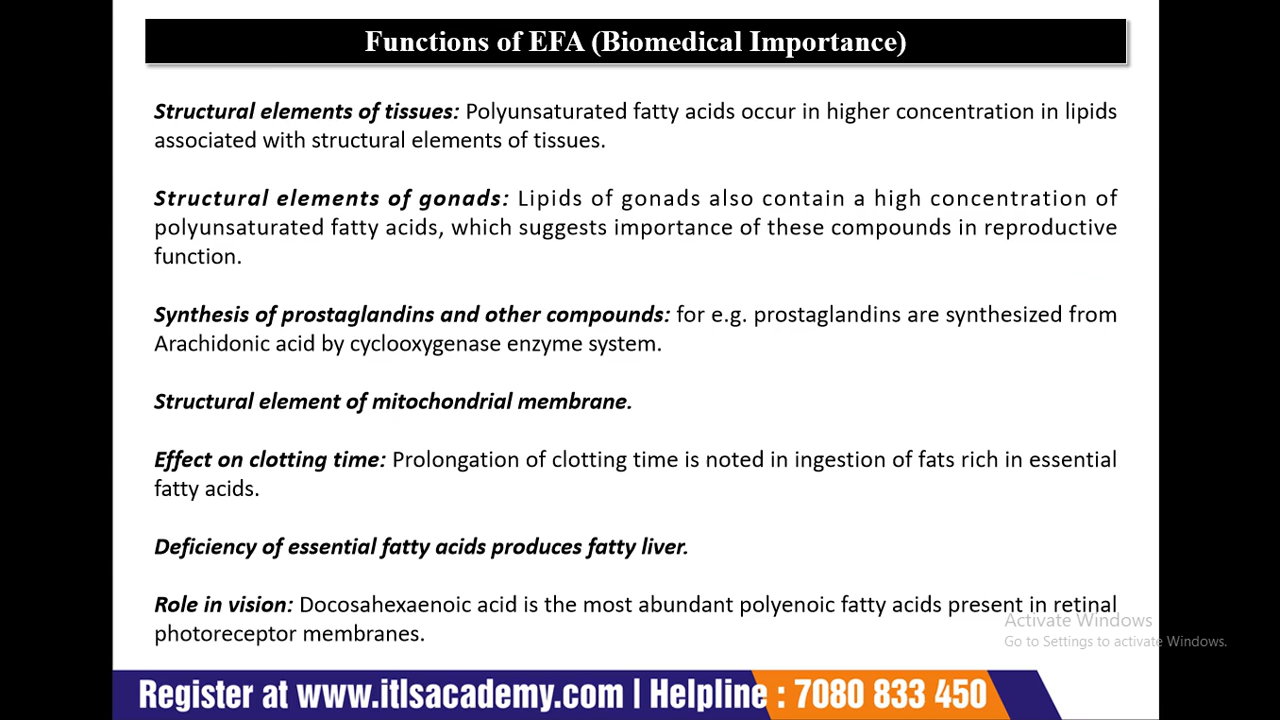 Functions of EFA (Biomedical Importance)
Structural elements of tissues: Polyunsaturated fatty acids occur in higher concentration in lipids
associated with structural elements of tissues.
Structural elements of gonads: Lipids of gonads also contain a high concentration of
polyunsaturated fatty acids, which suggests importance of these compounds in reproductive
function.
Synthesis of prostaglandins and other compounds: for e.g. prostaglandins are synthesized from
Arachidonic acid by cyclooxygenase enzyme system.
Structural element of mitochondrial membrane.
Effect on clotting time: Prolongation of clotting time is noted in ingestion of fats rich in essential
fatty acids.
Deficiency of essential fatty acids produces fatty liver.
Role in vision: Docosahexaenoic acid is the most abundant polyenoic fatty acids present in retinal
photoreceptor membranes.
Activate Windows
Go to Settings to activate Windows.
Register at www.itlsacademy.com | Helpline : 7080 833 450